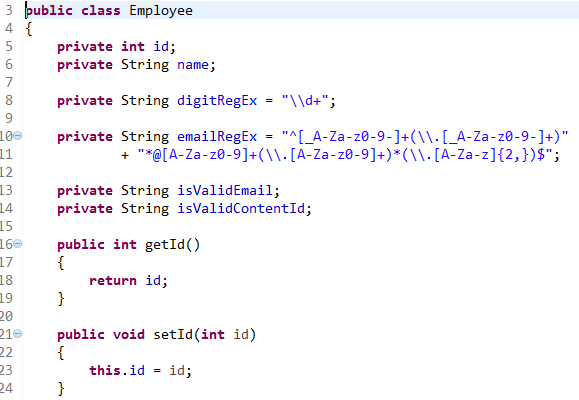 3 public class Employee
4 {
5     private int id;
6     private String name;
7
8     private String digitRegEx = "\\d+";
9
10     private String emailRegEx = "^[_A-Za-z0-9-]+(\\.[_A-Za-z0-9-]+)"
11             + "*@[A-Za-z0-9]+(\\.[A-Za-z0-9]+)*(\\.[A-Za-z]{2,})$";
12
13     private String isValidEmail;
14     private String isValidContentId;
15
16     public int getId()
17     {
18         return id;
19     }
20
21     public void setId(int id)
22     {
23         this.id = id;
24     }